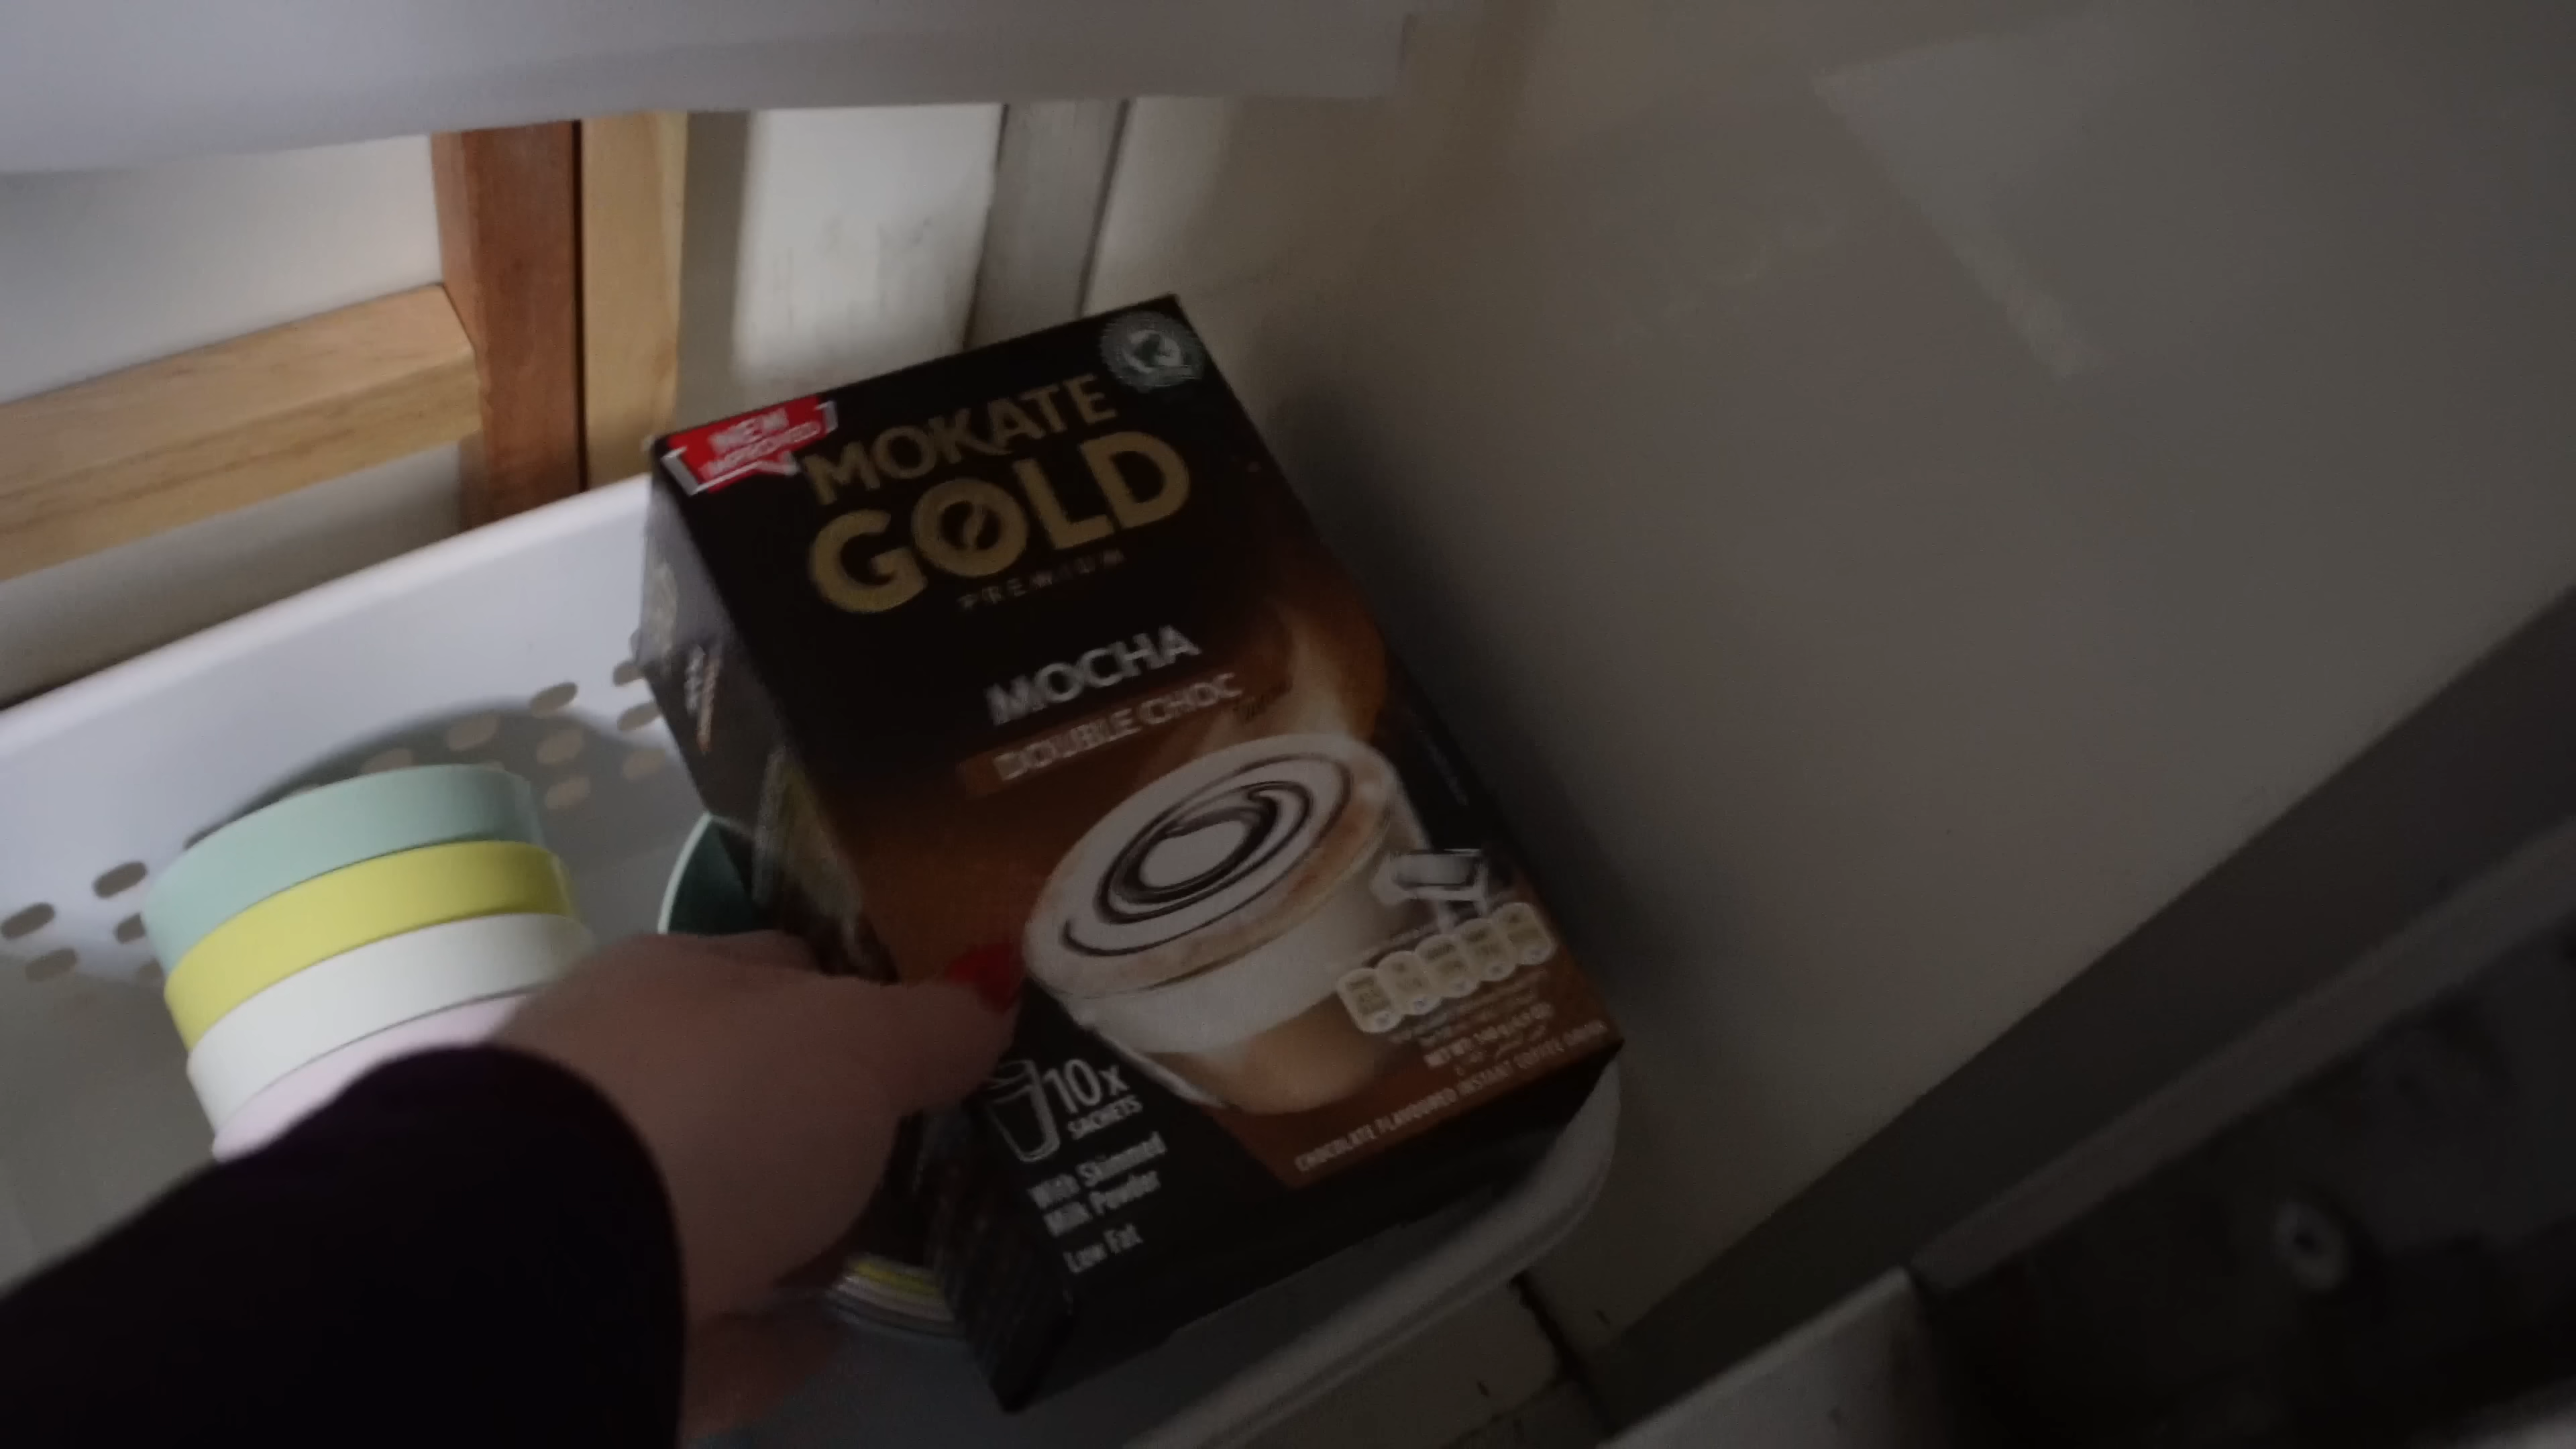 NEW
IMPROVED
MOKATE
GOLD
PREMIUM
MOCHA
DOUBLE CHOC
10x
SACHETS
With Skimmed
Milk Powder
Low Fat
CHOCOLATE FLAVOURED INSTANT COFFEE DRINK